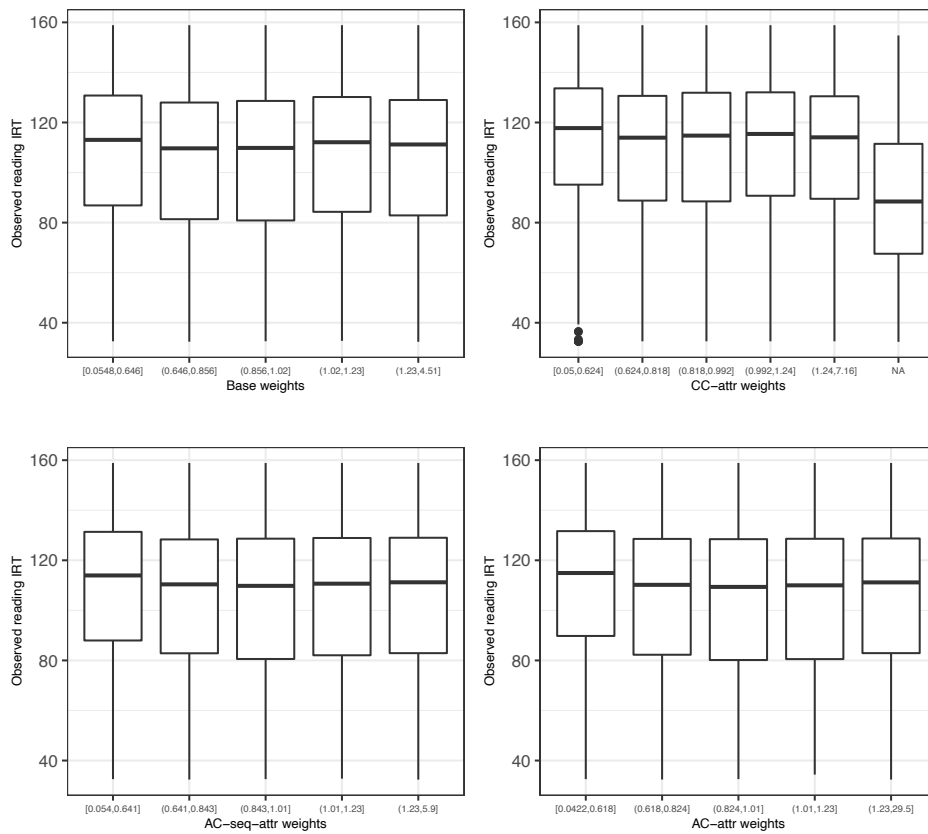 160
120
80
40
Observed reading IRT
[0.0548,0.646] (0.646,0.856] (0.856,1.02] (1.02,1.23] (1.23,4.51]
Base weights
160
120
80
40
Observed reading IRT
[0.05,0.624] (0.624,0.818] (0.818,0.992] (0.992,1.24] (1.24,7.16] NA
CC−attr weights
160
120
80
40
Observed reading IRT
[0.054,0.641] (0.641,0.843] (0.843,1.01] (1.01,1.23] (1.23,5.9]
AC−seq−attr weights
160
120
80
40
Observed reading IRT
[0.0422,0.618] (0.618,0.824] (0.824,1.01] (1.01,1.23] (1.23,29.5]
AC−attr weights